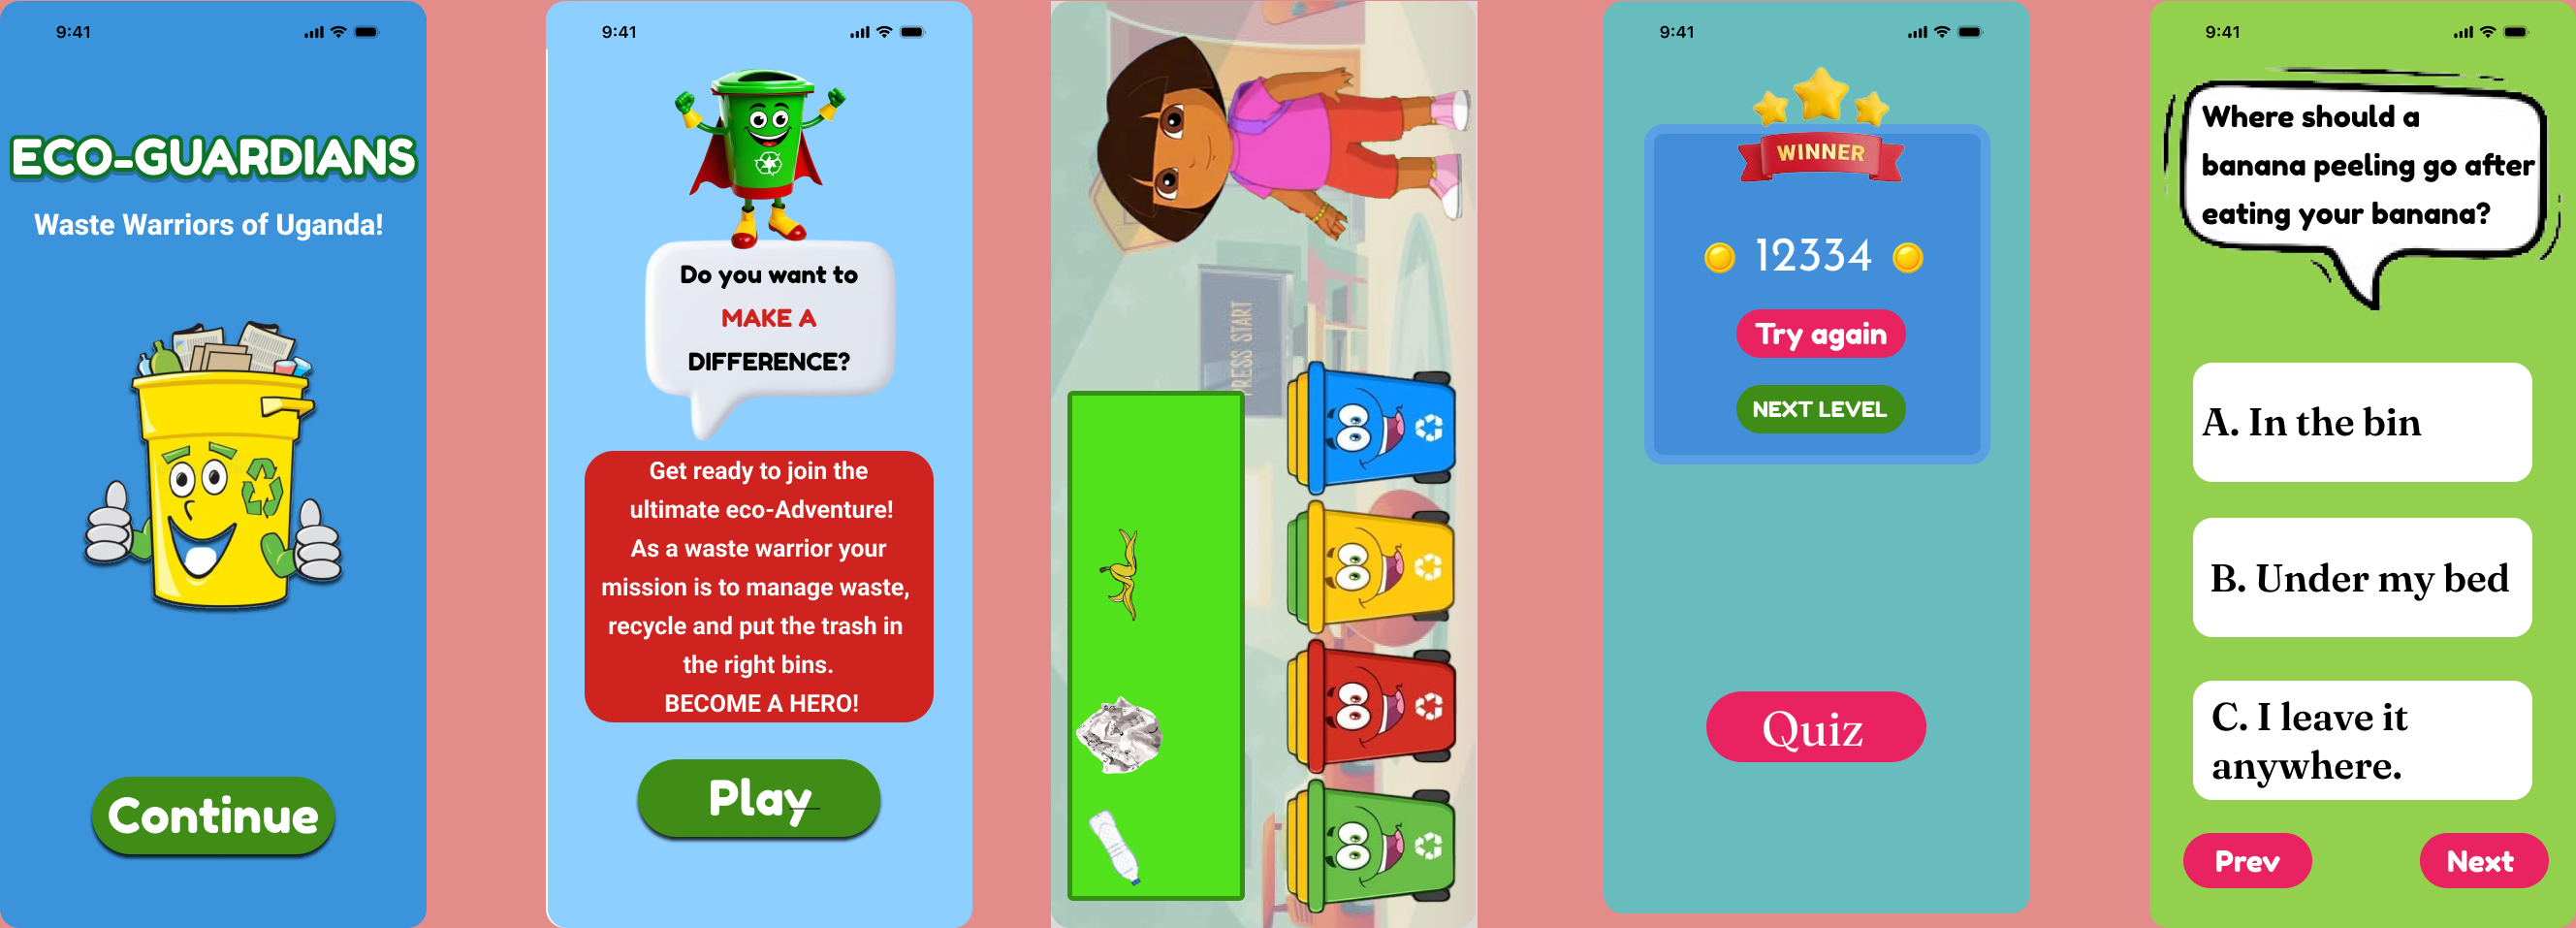 9:41
ECO-GUARDIANS
Waste Warriors of Uganda!
Continue
9:41
Do you want to
MAKE A
DIFFERENCE?
Get ready to join the
ultimate eco-Adventure!
As a waste warrior your
mission is to manage waste,
recycle and put the trash in
the right bins.
BECOME A HERO!
Play
PRESS START
9:41
WINNER
12334
Try again
NEXT LEVEL
Quiz
9:41
Where should a
banana peeling go after
eating your banana?
A. In the bin
B. Under my bed
C. I leave it
anywhere.
Prev
Next